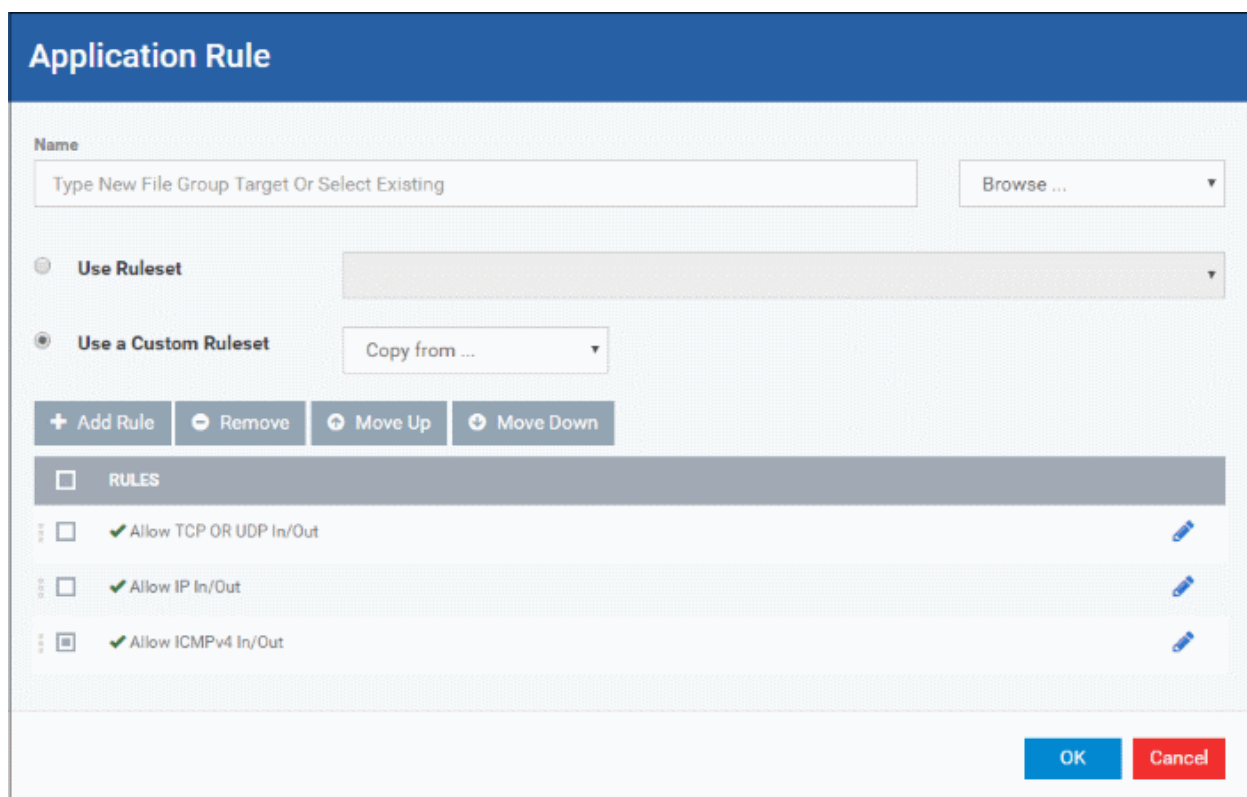 Application Rule
Name
Type New File Group Target Or Select Existing
Browse ...
Use Ruleset
Use a Custom Ruleset
Copy from ...
Add Rule
Remove
Move Up
Move Down
RULES
Allow TCP OR UDP In/Out
Allow IP In/Out
Allow ICMPv4 In/Out
OK
Cancel